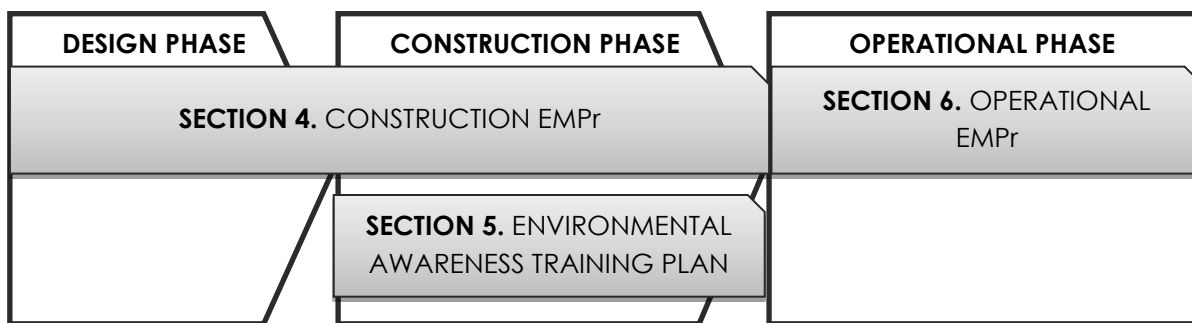 DESIGN PHASE
CONSTRUCTION PHASE
OPERATIONAL PHASE
SECTION 4. CONSTRUCTION EMPr
SECTION 6. OPERATIONAL
EMPr
SECTION 5. ENVIRONMENTAL
AWARENESS TRAINING PLAN